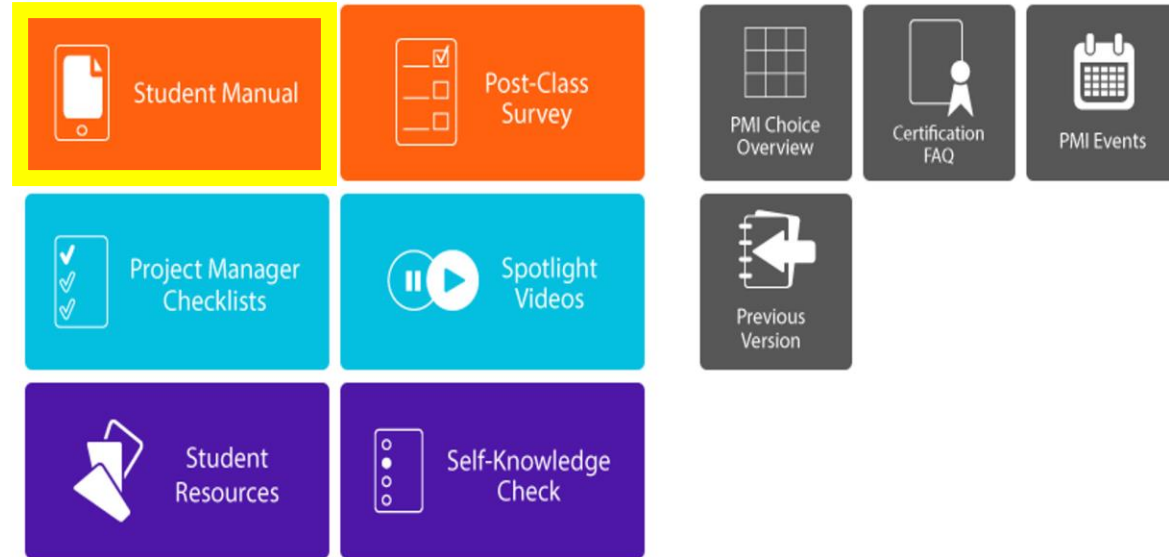 Student Manual
Post-Class
Survey
PMI Choice
Overview
Certification
FAQ
PMI Events
Project Manager
Checklists
Spotlight
Videos
Previous
Version
Student
Resources
Self-Knowledge
Check